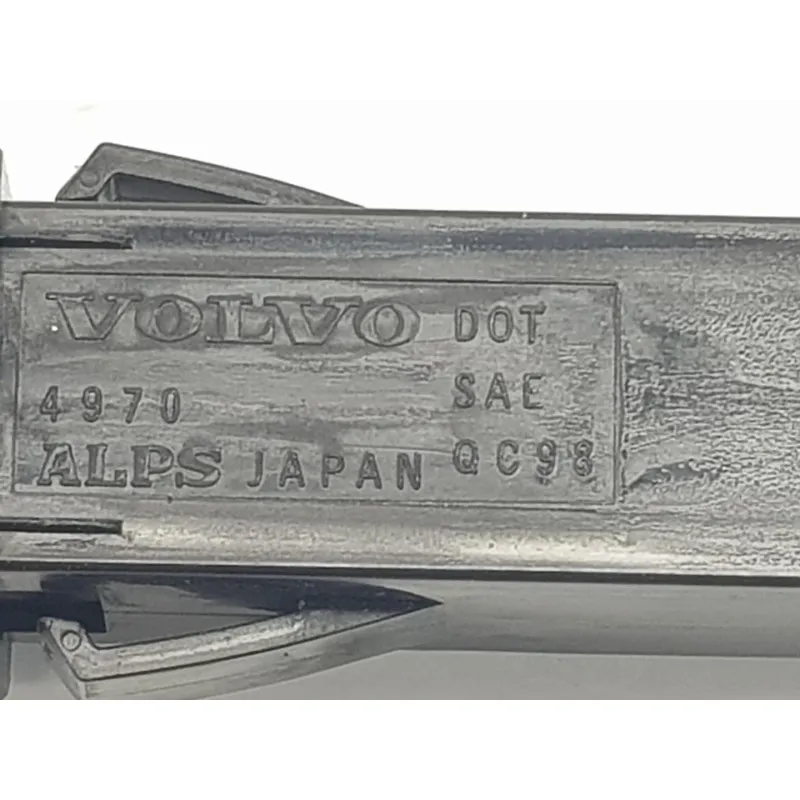 VOLVO DOT
4970 SAE
ALPS JAPAN QC98